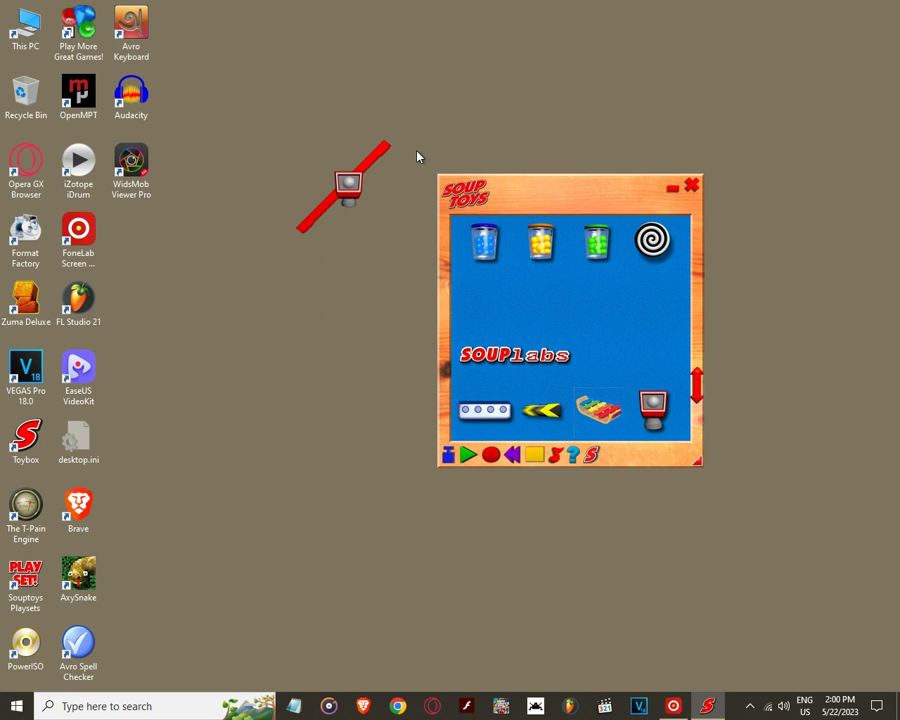 This PC
Play More
Great Games!
Avro
Keyboard
Recycle Bin
OpenMPT
Audacity
Opera GX
Browser
iZotope
iDrum
WidsMob
Viewer Pro
Format
Factory
FoneLab
Screen ...
Zuma Deluxe
FL Studio 21
VEGAS Pro
18.0
EaseUS
VideoKit
Toybox
desktop.ini
The T-Pain
Engine
Brave
PLAY
SET!
Souptoys
Playsets
AxySnake
PowerISO
Avro Spell
Checker
SOUP
TOYS
SOUPlabs
Type here to search
ENG
US
2:00 PM
5/22/2023